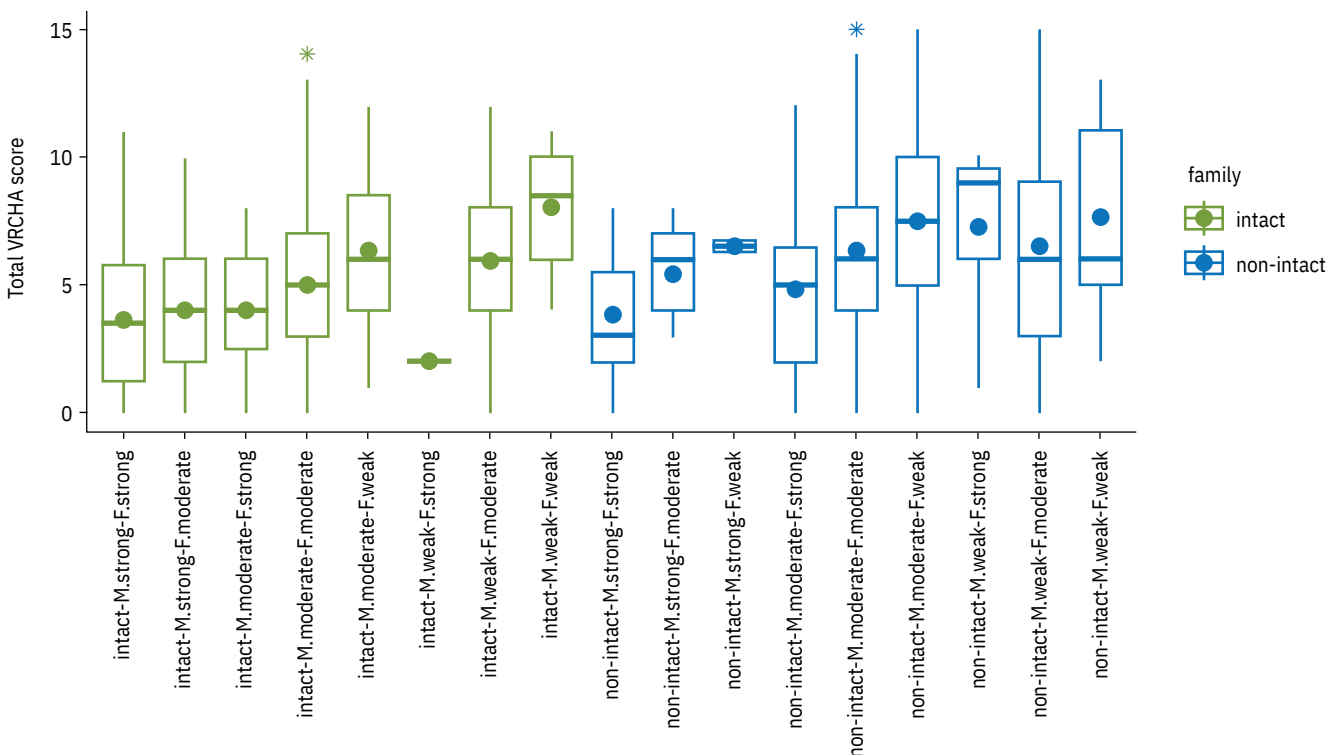 Total VRCHA score
15
10
5
0
intact-M.strong-F.strong
intact-M.strong-F.moderate
intact-M.moderate-F.strong
intact-M.moderate-F.moderate
intact-M.moderate-F.weak
intact-M.weak-F.strong
intact-M.weak-F.moderate
intact-M.weak-F.weak
non-intact-M.strong-F.strong
non-intact-M.strong-F.moderate
non-intact-M.strong-F.weak
non-intact-M.moderate-F.strong
non-intact-M.moderate-F.moderate
non-intact-M.moderate-F.weak
non-intact-M.weak-F.strong
non-intact-M.weak-F.moderate
non-intact-M.weak-F.weak
family
intact
non-intact